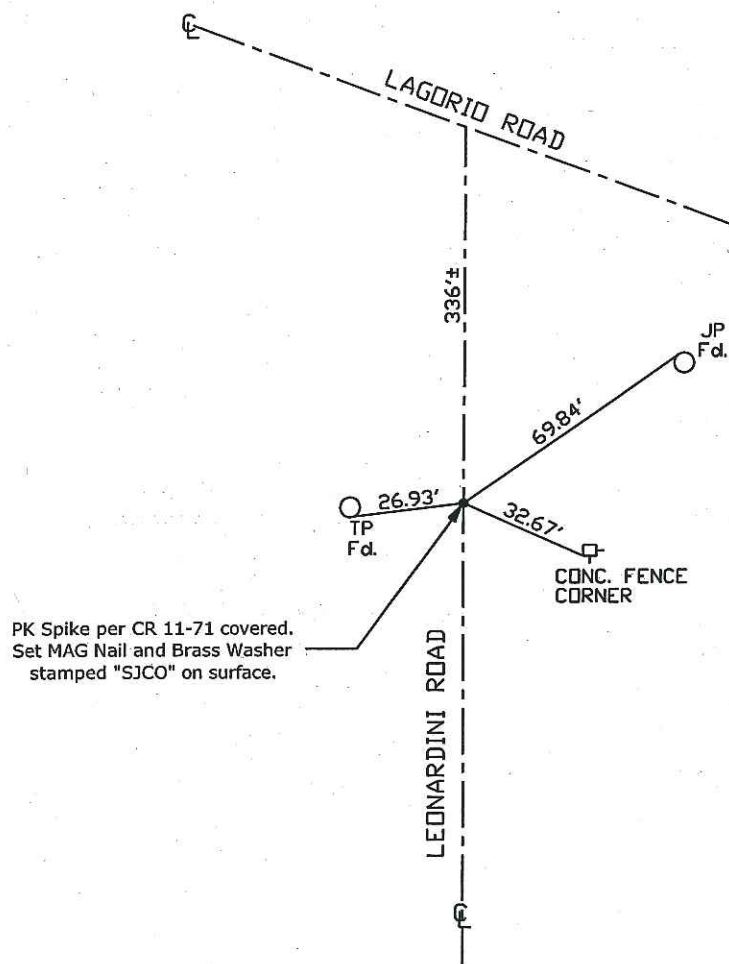 ℄
LAGORIO ROAD
336'±
JP
Fd.
69.84'
26.93'
TP
Fd.
32.67'
CONC. FENCE
CORNER
PK Spike per CR 11-71 covered.
Set MAG Nail and Brass Washer
stamped "SJCO" on surface.
LEONARDINI ROAD
℄